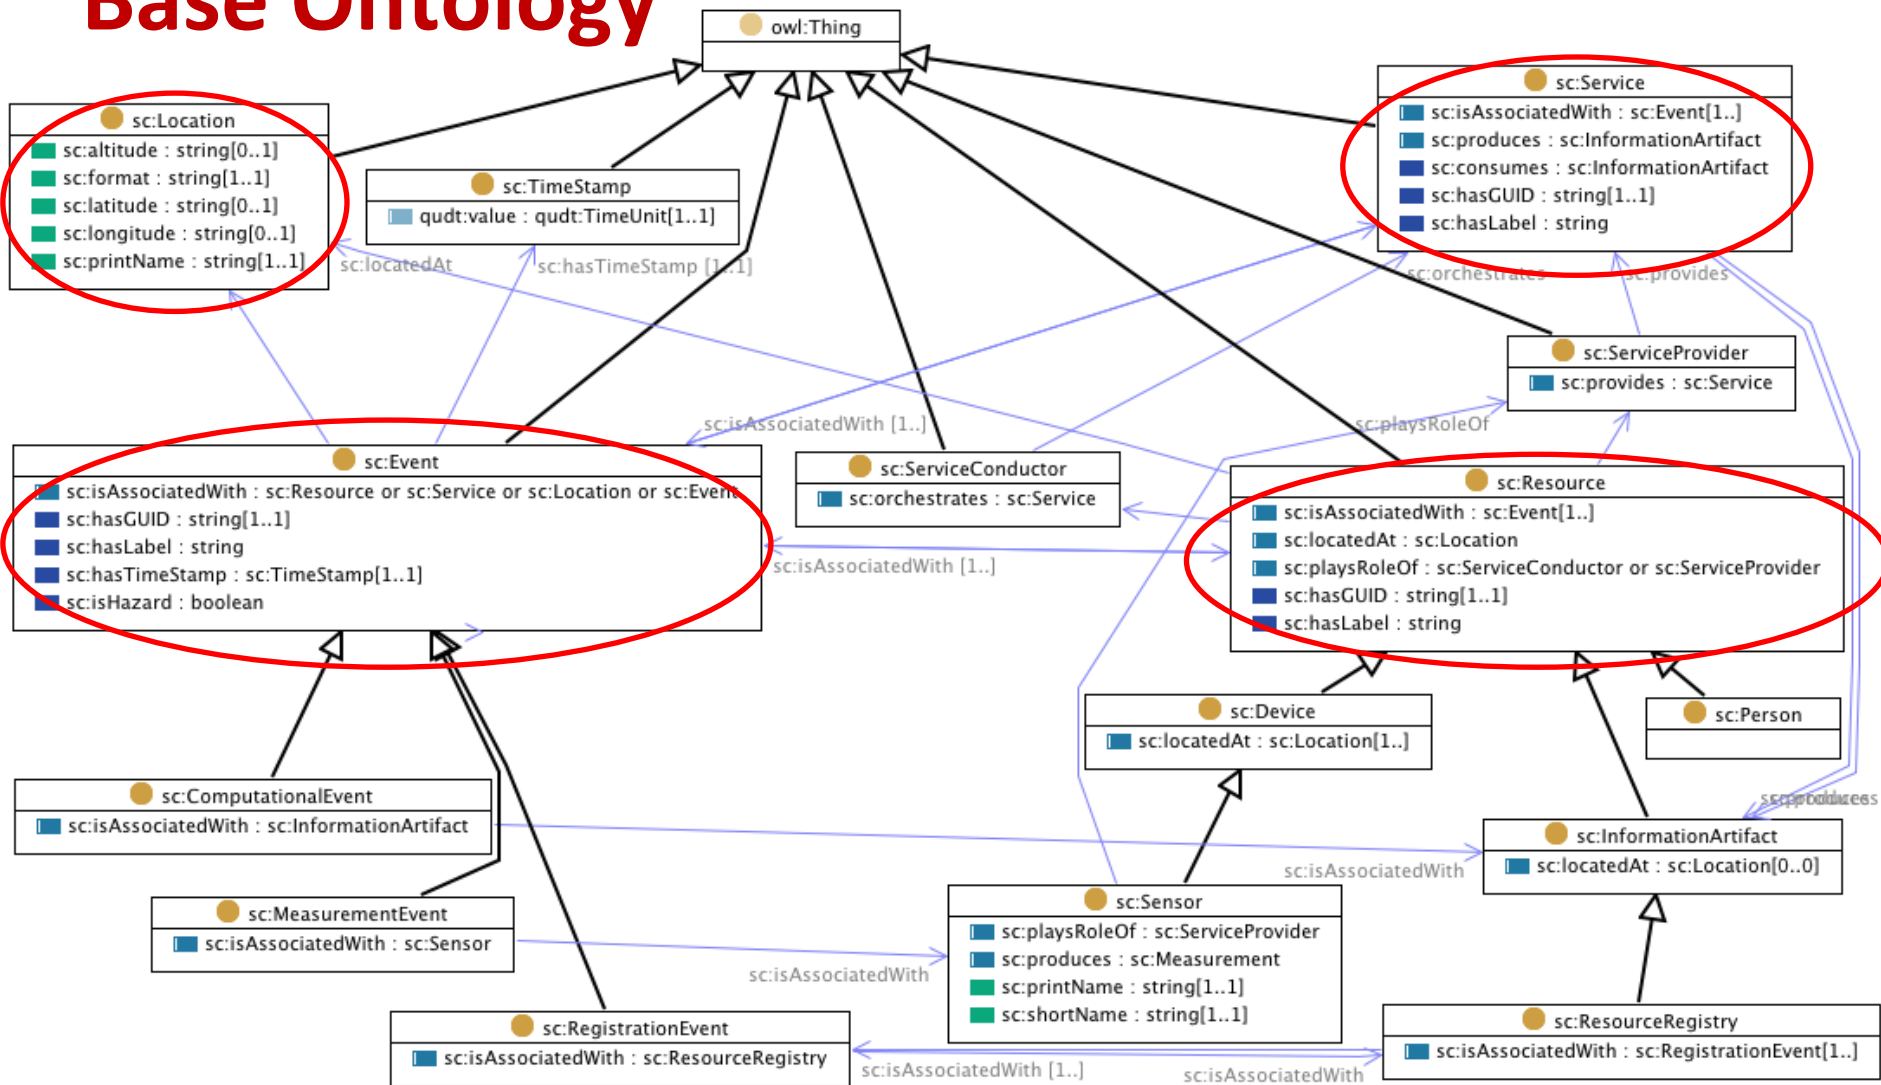 Base Ontology
owl:Thing
sc:Service
sc:isAssociatedWith : sc:Event[1..]
sc:produces : sc:InformationArtifact
sc:consumes : sc:InformationArtifact
sc:hasGUID : string[1..1]
sc:hasLabel : string
sc:Location
sc:altitude : string[0..1]
sc:format : string[1..1]
sc:latitude : string[0..1]
sc:longitude : string[0..1]
sc:printName : string[1..1]
sc:TimeStamp
qudt:value : qudt:TimeUnit[1..1]
sc:locatedAt
sc:hasTimeStamp [1..1]
sc:orchestrates
sc:provides
sc:ServiceProvider
sc:provides : sc:Service
sc:isAssociatedWith [1..]
sc:playsRoleOf
sc:Event
sc:isAssociatedWith : sc:Resource or sc:Service or sc:Location or sc:Event
sc:hasGUID : string[1..1]
sc:hasLabel : string
sc:hasTimeStamp : sc:TimeStamp[1..1]
sc:isHazard : boolean
sc:ServiceConductor
sc:orchestrates : sc:Service
sc:isAssociatedWith [1..]
sc:Resource
sc:isAssociatedWith : sc:Event[1..]
sc:locatedAt : sc:Location
sc:playsRoleOf : sc:ServiceConductor or sc:ServiceProvider
sc:hasGUID : string[1..1]
sc:hasLabel : string
sc:Device
sc:locatedAt : sc:Location[1..]
sc:Person
sc:ComputationalEvent
sc:isAssociatedWith : sc:InformationArtifact
sc:InformationArtifact
sc:locatedAt : sc:Location[0..0]
sc:isAssociatedWith
sc:MeasurementEvent
sc:isAssociatedWith : sc:Sensor
sc:isAssociatedWith
sc:Sensor
sc:playsRoleOf : sc:ServiceProvider
sc:produces : sc:Measurement
sc:printName : string[1..1]
sc:shortName : string[1..1]
sc:RegistrationEvent
sc:isAssociatedWith : sc:ResourceRegistry
sc:isAssociatedWith [1..]
sc:isAssociatedWith
sc:ResourceRegistry
sc:isAssociatedWith : sc:RegistrationEvent[1..]